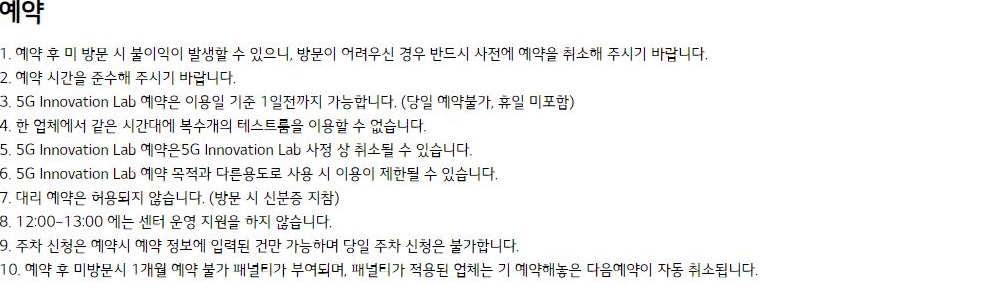 예약
1. 예약 후 미 방문 시 불이익이 발생할 수 있으니, 방문이 어려우신 경우 반드시 사전에 예약을 취소해 주시기 바랍니다.
2. 예약 시간을 준수해 주시기 바랍니다.
3. 5G Innovation Lab 예약은 이용일 기준 1일전까지 가능합니다. (당일 예약불가, 휴일 미포함)
4. 한 업체에서 같은 시간대에 복수개의 테스트룸을 이용할 수 없습니다.
5. 5G Innovation Lab 예약은5G Innovation Lab 사정 상 취소될 수 있습니다.
6. 5G Innovation Lab 예약 목적과 다른용도로 사용 시 이용이 제한될 수 있습니다.
7. 대리 예약은 허용되지 않습니다. (방문 시 신분증 지참)
8. 12:00~13:00 에는 센터 운영 지원을 하지 않습니다.
9. 주차 신청은 예약시 예약 정보에 입력된 건만 가능하며 당일 주차 신청은 불가합니다.
10. 예약 후 미방문시 1개월 예약 불가 패널티가 부여되며, 패널티가 적용된 업체는 기 예약해놓은 다음예약이 자동 취소됩니다.